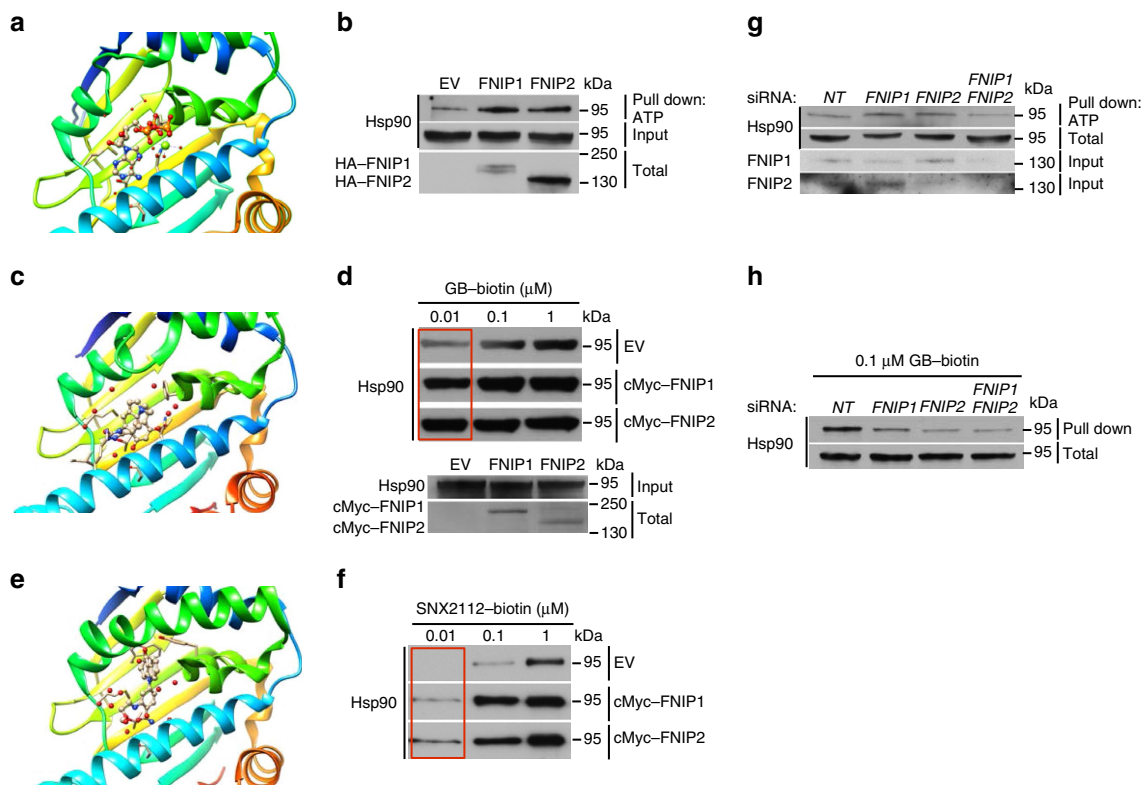 a
b
EV FNIP1 FNIP2 kDa
Hsp90
95
Pull down:
ATP
95
Input
HA–FNIP1
HA–FNIP2
250
130
Total
c
d
GB–biotin (μM)
0.01 0.1 1 kDa
Hsp90
95 EV
95 cMyc–FNIP1
95 cMyc–FNIP2
EV FNIP1 FNIP2 kDa
Hsp90 95 Input
cMyc–FNIP1
cMyc–FNIP2
250
130
Total
e
f
SNX2112–biotin (μM)
0.01 0.1 1 kDa
Hsp90
95 EV
95 cMyc–FNIP1
95 cMyc–FNIP2
g
siRNA: NT FNIP1 FNIP2 FNIP1 FNIP2 kDa
Hsp90
95
Pull down:
ATP
95 Total
FNIP1 130 Input
FNIP2 130 Input
h
0.1 μM GB–biotin
siRNA: NT FNIP1 FNIP2 FNIP1 FNIP2 kDa
Hsp90
95 Pull down
95 Total